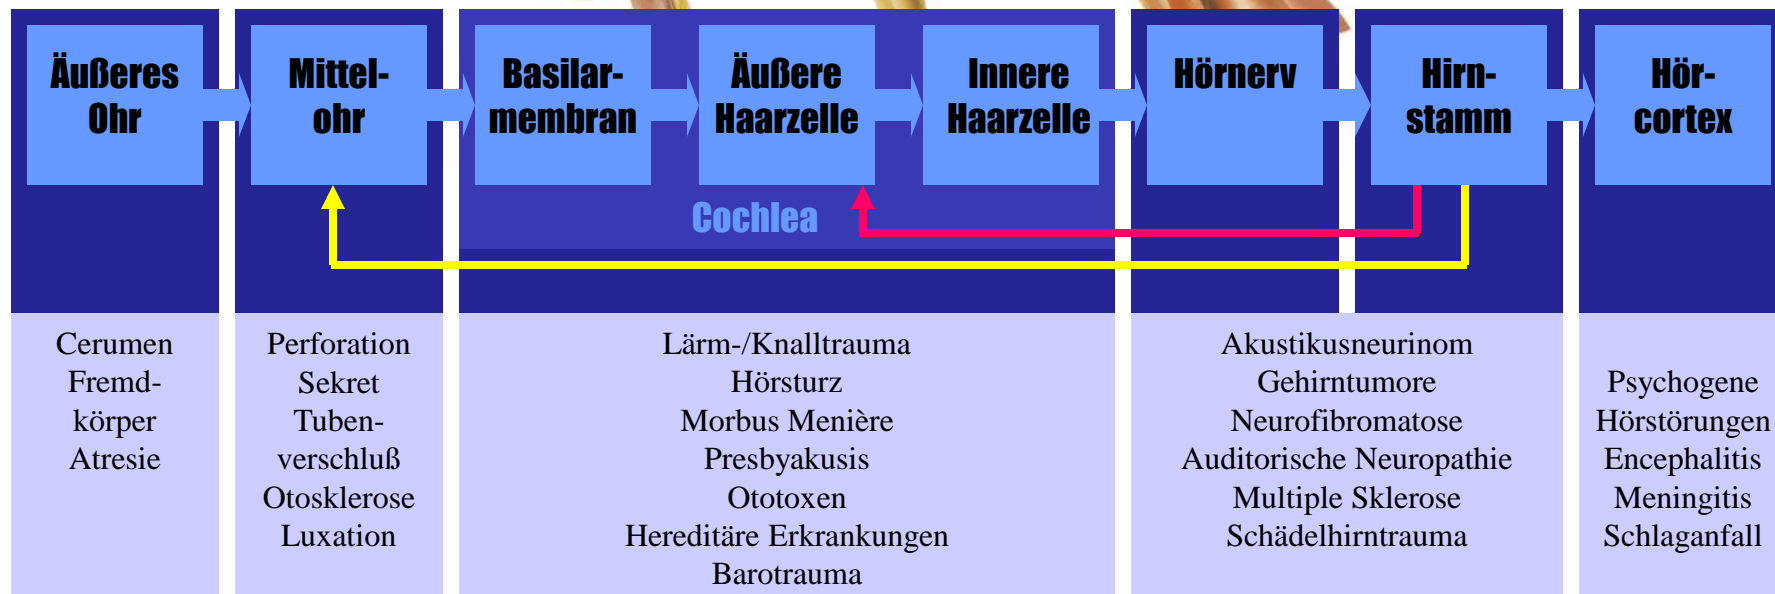 Äußeres
Ohr
Mittel-
ohr
Basilar-
membran
Äußere
Haarzelle
Innere
Haarzelle
Hörnerv
Hirn-
stamm
Hör-
cortex
Cochlea
Cerumen
Fremd-
körper
Atresie
Perforation
Sekret
Tuben-
verschluß
Otosklerose
Luxation
Lärm-/Knalltrauma
Hörsturz
Morbus Menière
Presbyakusis
Ototoxen
Hereditäre Erkrankungen
Barotrauma
Akustikusneurinom
Gehirntumore
Neurofibromatose
Auditorische Neuropathie
Multiple Sklerose
Schädelhirntrauma
Psychogene
Hörstörungen
Encephalitis
Meningitis
Schlaganfall